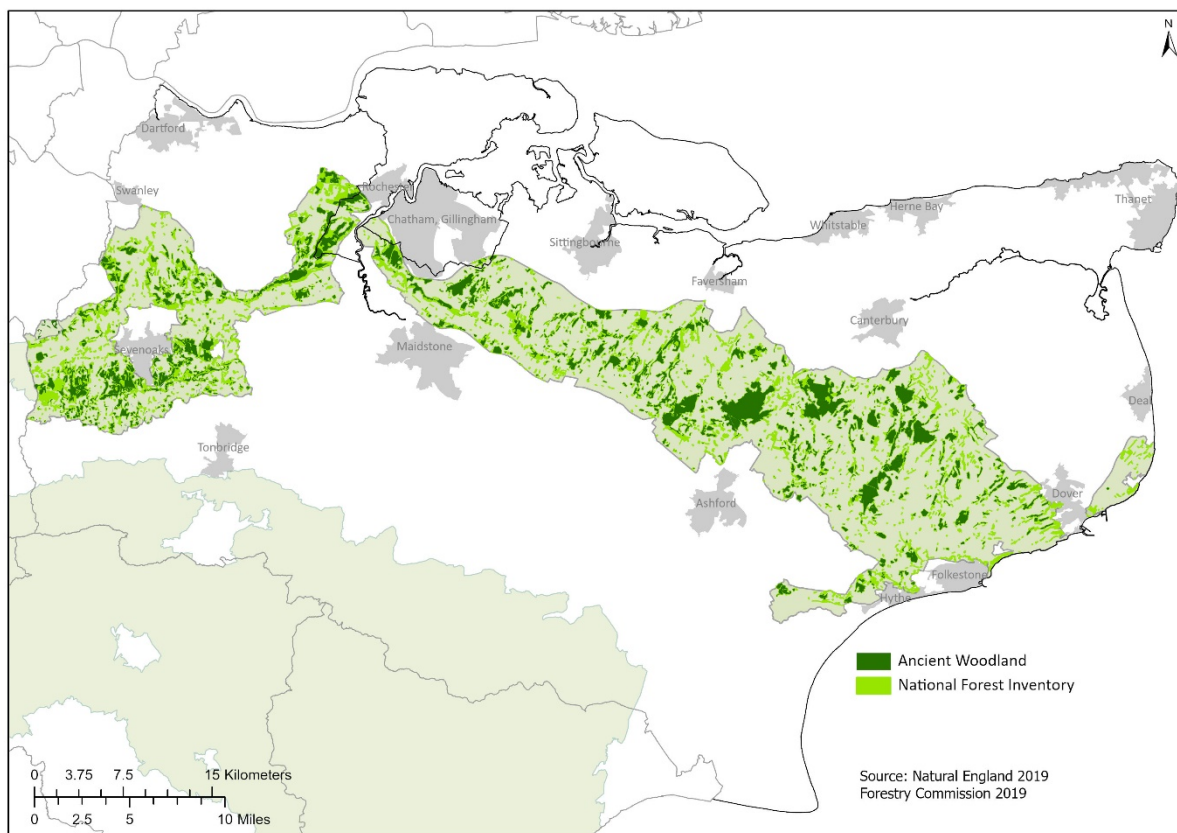 N
Dartford
Swanley
Rochester
Chatham
Gillingham
Sittingbourne
Whitstable
Herne Bay
Thanet
Faversham
Canterbury
Sevenoaks
Maidstone
Deal
Tonbridge
Ashford
Dover
Folkestone
Hythe
Ancient Woodland
National Forest Inventory
0 3.75 7.5 15 Kilometers
0 2.5 5 10 Miles
Source: Natural England 2019
Forestry Commission 2019